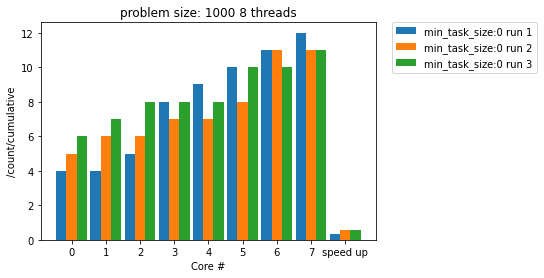 problem size: 1000 8 threads
min_task_size:0 run 1
min_task_size:0 run 2
min_task_size:0 run 3
/count/cumulative
12
10
8
6
4
2
0
0 1 2 3 4 5 6 7 speed up
Core #